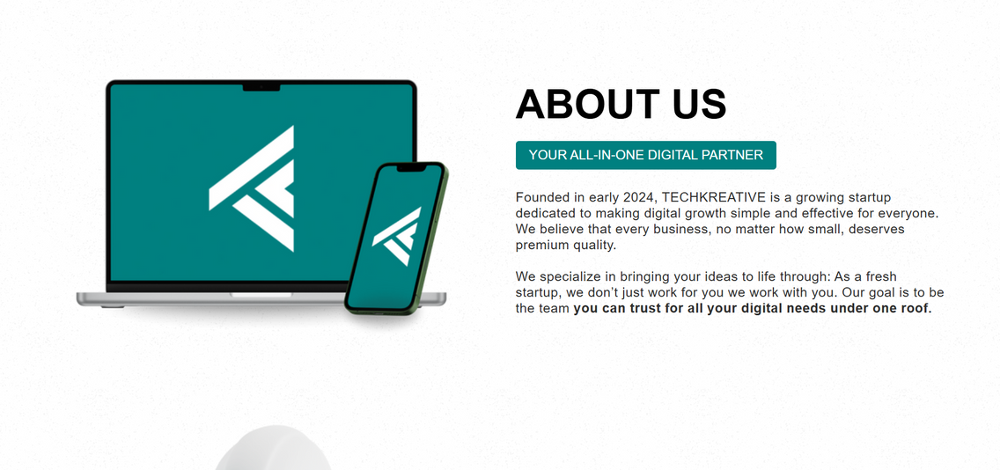 ABOUT US
YOUR ALL-IN-ONE DIGITAL PARTNER
Founded in early 2024, TECHKREATIVE is a growing startup
dedicated to making digital growth simple and effective for everyone.
We believe that every business, no matter how small, deserves
premium quality.
We specialize in bringing your ideas to life through: As a fresh
startup, we don’t just work for you we work with you. Our goal is to be
the team you can trust for all your digital needs under one roof.